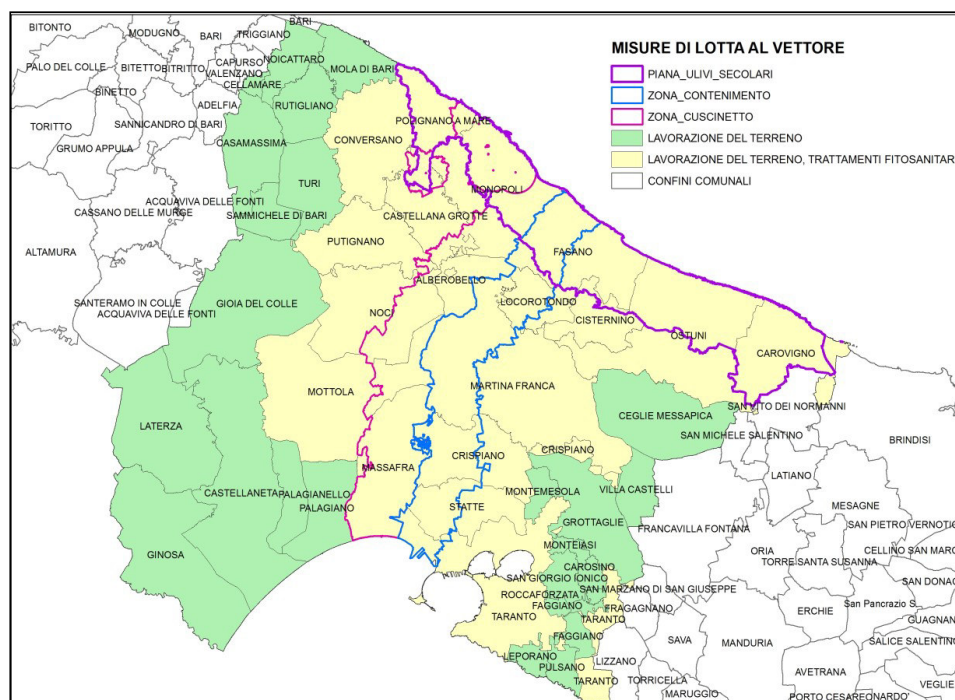 MISURE DI LOTTA AL VETTORE
PIANA_ULIVI_SECOLARI
ZONA_CONTENIMENTO
ZONA_CUSCINETTO
LAVORAZIONE DEL TERRENO
LAVORAZIONE DEL TERRENO, TRATTAMENTI FITOSANITAR
CONFINI COMUNALI
BITONTO
MODUGNO
BARI
BARI
TRIGGIANO
PALO DEL COLLE
BITETTO
BITRITTO
CAPURSO
NOICATTARO
VALENZANO
CELLAMARE
MOLA DI BARI
BINETTO
ADELFIA
RUTIGLIANO
TORITTO
SANNICANDRO DI BARI
POLIGNANO A MARE
GRUMO APPULA
CASAMASSIMA
CONVERSANO
TURI
ACQUAVIVA DELLE FONTI
MONOPOLI
CASSANO DELLE MURGE
SAMMICHELE DI BARI
CASTELLANA GROTTE
ALTAMURA
PUTIGNANO
FASANO
ALBEROBELLO
SANTERAMO IN COLLE
ACQUAVIVA DELLE FONTI
GIOIA DEL COLLE
NOCI
LOCOROTONDO
CISTERNINO
OSTUNI
CAROVIGNO
MOTTOLA
MARTINA FRANCA
CEGLIE MESSAPICA
SAN VITO DEI NORMANNI
LATERZA
SAN MICHELE SALENTINO
BRINDISI
CRISPIANO
CRISPIANO
MASSAFRA
LATIANO
CASTELLANETA
PALAGIANELLO
PALAGIANO
MONTEMESOLA
VILLA CASTELLI
MESAGNE
STATTE
GROTTAGLIE
FRANCAVILLA FONTANA
SAN PIETRO VERNOTIC
GINOSA
MONTEIASI
ORIA
TORRE SANTA SUSANNA
CELLINO SAN MARC
CAROSINO
SAN GIORGIO IONICO
SAN MARZANO DI SAN GIUSEPPE
SAN DONAC
ROCCAFORZATA
FAGGIANO
FRAGAGNANO
ERCHIE
San Pancrazio S.
TARANTO
TARANTO
GUAGNAN
FAGGIANO
SAVA
MANDURIA
SALICE SALENTINO
LEPORANO
PULSANO
LIZZANO
AVETRANA
VEGLIE
TARANTO
TORRICELLA
MARUGGIO
PORTO CESAREO